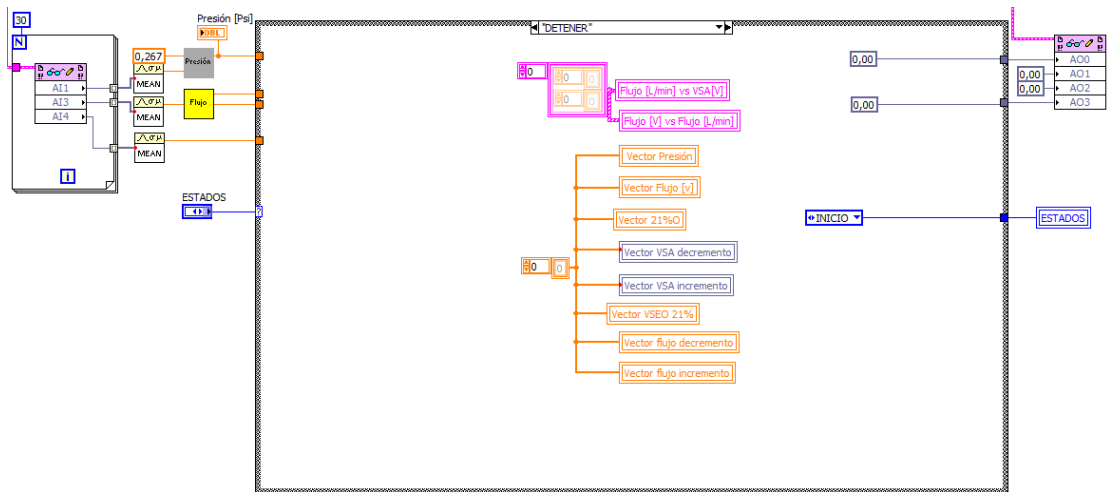 30
N
AI1
AI3
AI4
i
0,267
MEAN
MEAN
MEAN
Presión [Psi]
DBL
Presión
Flujo
ESTADOS
?
"DETENER"
0
0
0
0
0
Flujo [L/min] vs VSA[V]
Flujo [V] vs Flujo [L/min]
0
0
Vector Presión
Vector Flujo [v]
Vector 21%O
Vector VSA decremento
Vector VSA incremento
Vector VSEO 21%
Vector flujo decremento
Vector flujo incremento
0,00
0,00
INICIO
ESTADOS
0,00
0,00
AO0
AO1
AO2
AO3